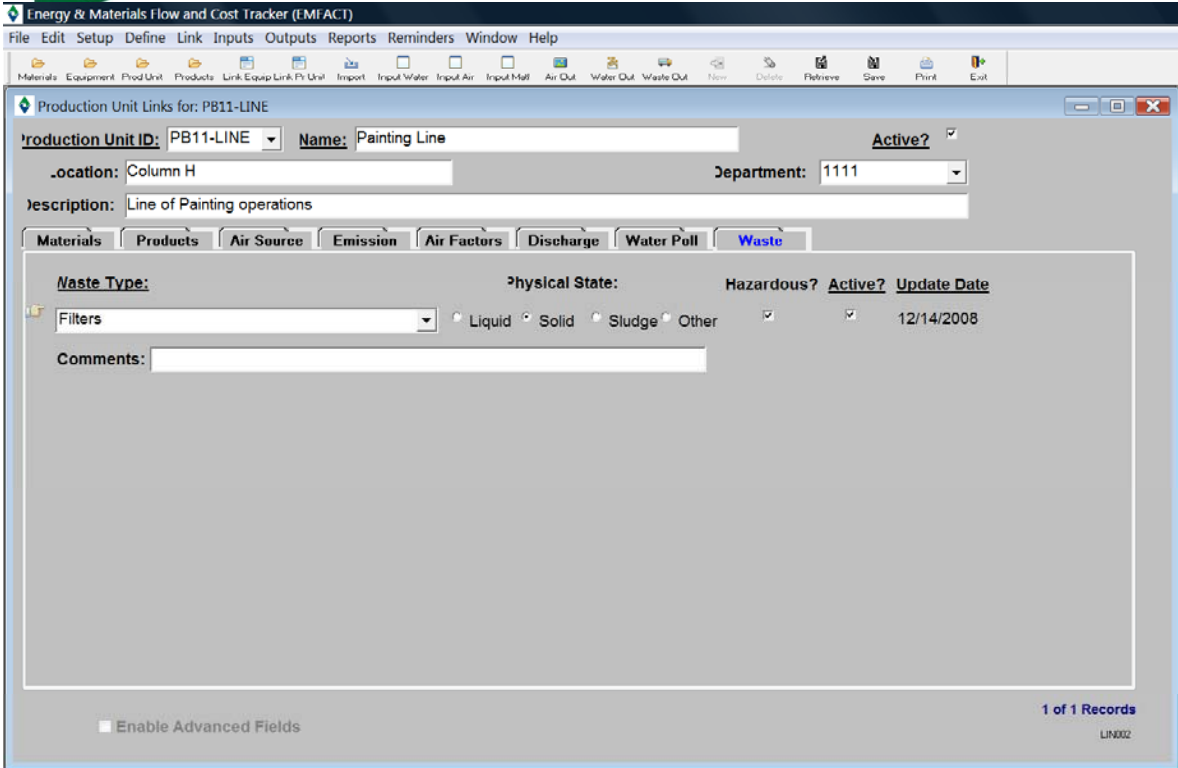 Energy & Materials Flow and Cost Tracker (EMFACT)
File Edit Setup Define Link Inputs Outputs Reports Reminders Window Help
Materials Equipment Prod Unit Products Link Equip Link Pr Unit Import Input Water Input Air Input Matl Air Out Water Out Waste Out New Delete Retrieve Save Print Exit
Production Unit Links for: PB11-LINE
Production Unit ID: PB11-LINE Name: Painting Line Active?
Location: Column H Department: 1111
Description: Line of Painting operations
Materials Products Air Source Emission Air Factors Discharge Water Poll Waste
Waste Type: Physical State: Hazardous? Active? Update Date
Filters Liquid Solid Sludge Other 12/14/2008
Comments:
1 of 1 Records
Enable Advanced Fields
LIN002